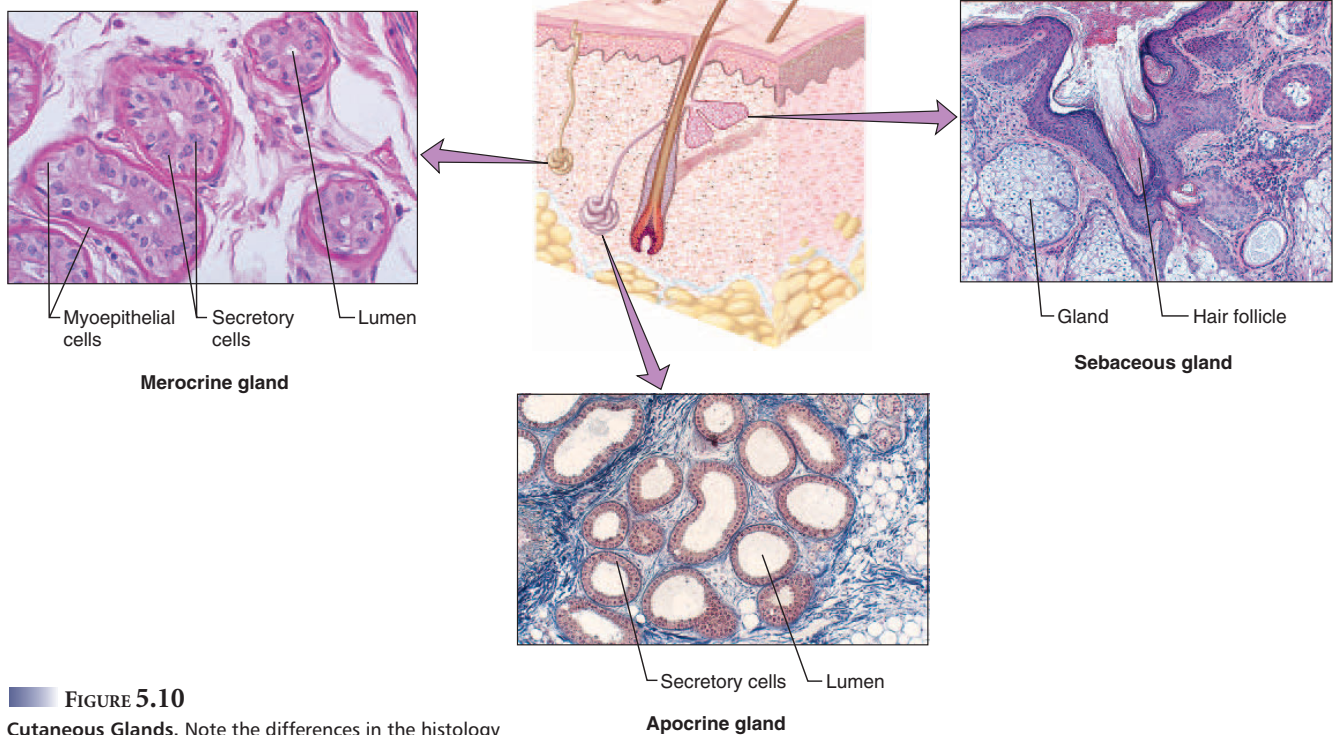 Myoepithelial
cells
Secretory
cells
Lumen
Merocrine gland
Gland
Hair follicle
Sebaceous gland
Secretory cells
Lumen
Apocrine gland
FIGURE 5.10
Cutaneous Glands. Note the differences in the histology